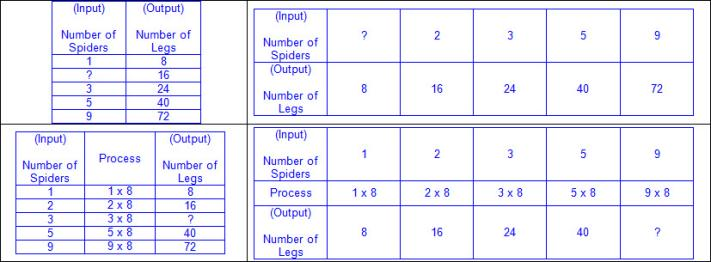 (Input) (Output)
Number of Spiders Number of Legs
1 8
? 16
3 24
5 40
9 72
(Input)
Number of Spiders ? 2 3 5 9
(Output)
Number of Legs 8 16 24 40 72
(Input) Process (Output)
Number of Spiders Number of Legs
1 1 x 8 8
2 2 x 8 16
3 3 x 8 ?
5 5 x 8 40
9 9 x 8 72
(Input)
Number of Spiders 1 2 3 5 9
Process 1 x 8 2 x 8 3 x 8 5 x 8 9 x 8
(Output)
Number of Legs 8 16 24 40 ?